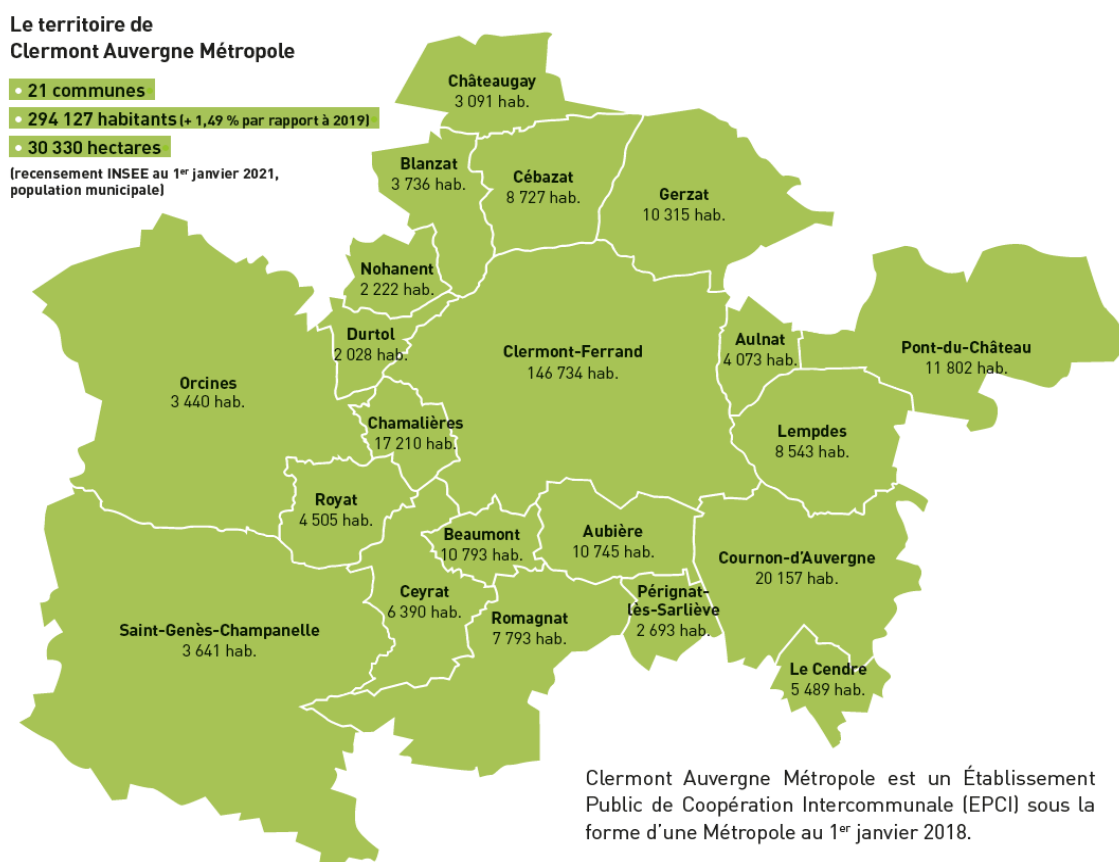 Le territoire de
Clermont Auvergne Métropole
• 21 communes
• 294 127 habitants (+ 1,49 % par rapport à 2019)
• 30 330 hectares
(recensement INSEE au 1er janvier 2021,
population municipale)
Châteaugay
3 091 hab.
Blanzat
3 736 hab.
Cébazat
8 727 hab.
Gerzat
10 315 hab.
Nohanent
2 222 hab.
Durtol
2 028 hab.
Clermont-Ferrand
146 734 hab.
Aulnat
4 073 hab.
Pont-du-Château
11 802 hab.
Orcines
3 440 hab.
Chamalières
17 210 hab.
Lempdes
8 543 hab.
Royat
4 505 hab.
Beaumont
10 793 hab.
Aubière
10 745 hab.
Cournon-d'Auvergne
20 157 hab.
Ceyrat
6 390 hab.
Romagnat
7 793 hab.
Pérignat-
lès-Sarliève
2 693 hab.
Saint-Genès-Champanelle
3 641 hab.
Le Cendre
5 489 hab.
Clermont Auvergne Métropole est un Établissement
Public de Coopération Intercommunale (EPCI) sous la
forme d'une Métropole au 1er janvier 2018.